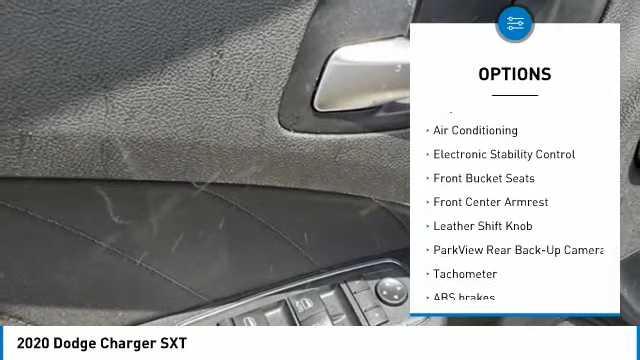 OPTIONS
Air Conditioning
Electronic Stability Control
Front Bucket Seats
Front Center Armrest
Leather Shift Knob
ParkView Rear Back-Up Camera
Tachometer
ABS brakes
2020 Dodge Charger SXT